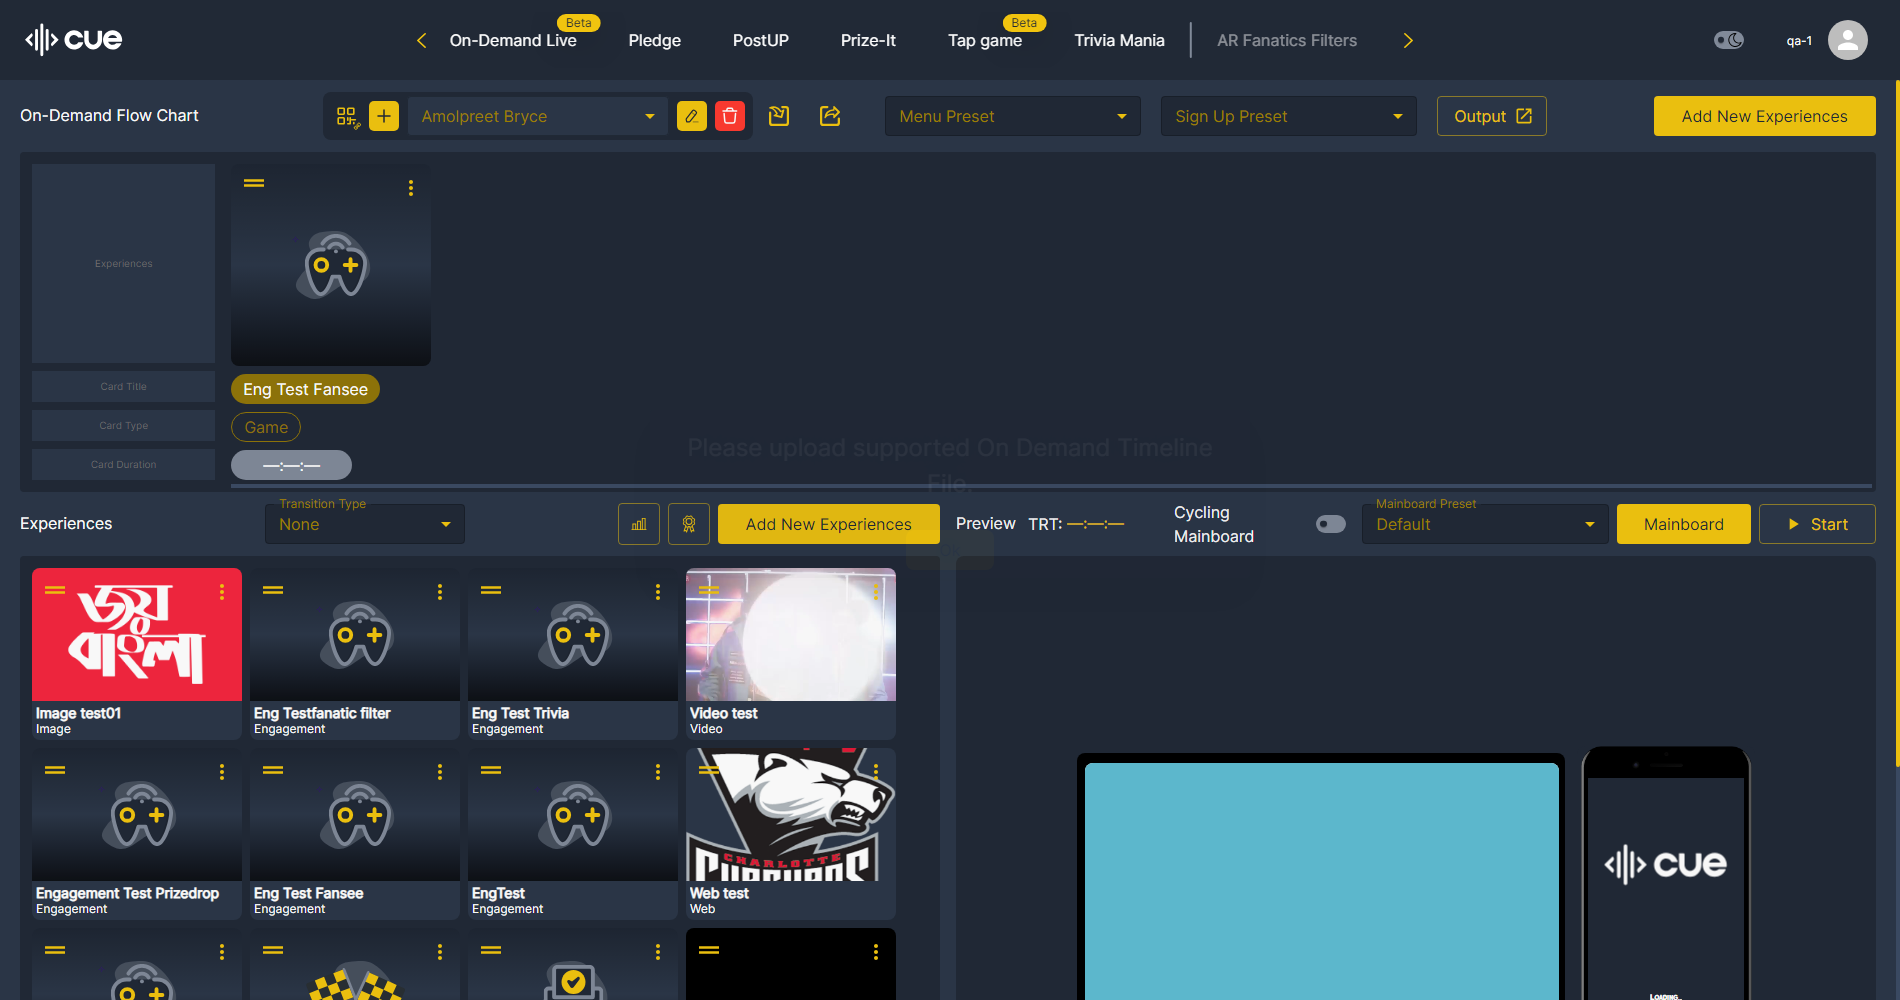 cue
Beta
On-Demand Live
Pledge
PostUP
Prize-It
Beta
Tap game
Trivia Mania
AR Fanatics Filters
qa-1
On-Demand Flow Chart
Amolpreet Bryce
Menu Preset
Sign Up Preset
Output
Add New Experiences
Experiences
Card Title
Card Type
Card Duration
Eng Test Fansee
Game
—:—:—
Please upload supported On Demand Timeline
File.
Experiences
Transition Type
None
Add New Experiences
Preview
TRT: —:—:—
Cycling
Mainboard
Mainboard Preset
Default
Mainboard
Start
জয়
বাংলা
Image test01
Image
Eng Testfanatic filter
Engagement
Eng Test Trivia
Engagement
Video test
Video
Engagement Test Prizedrop
Engagement
Eng Test Fansee
Engagement
EngTest
Engagement
CHARLOTTE
Web test
Web
cue
LOADING...